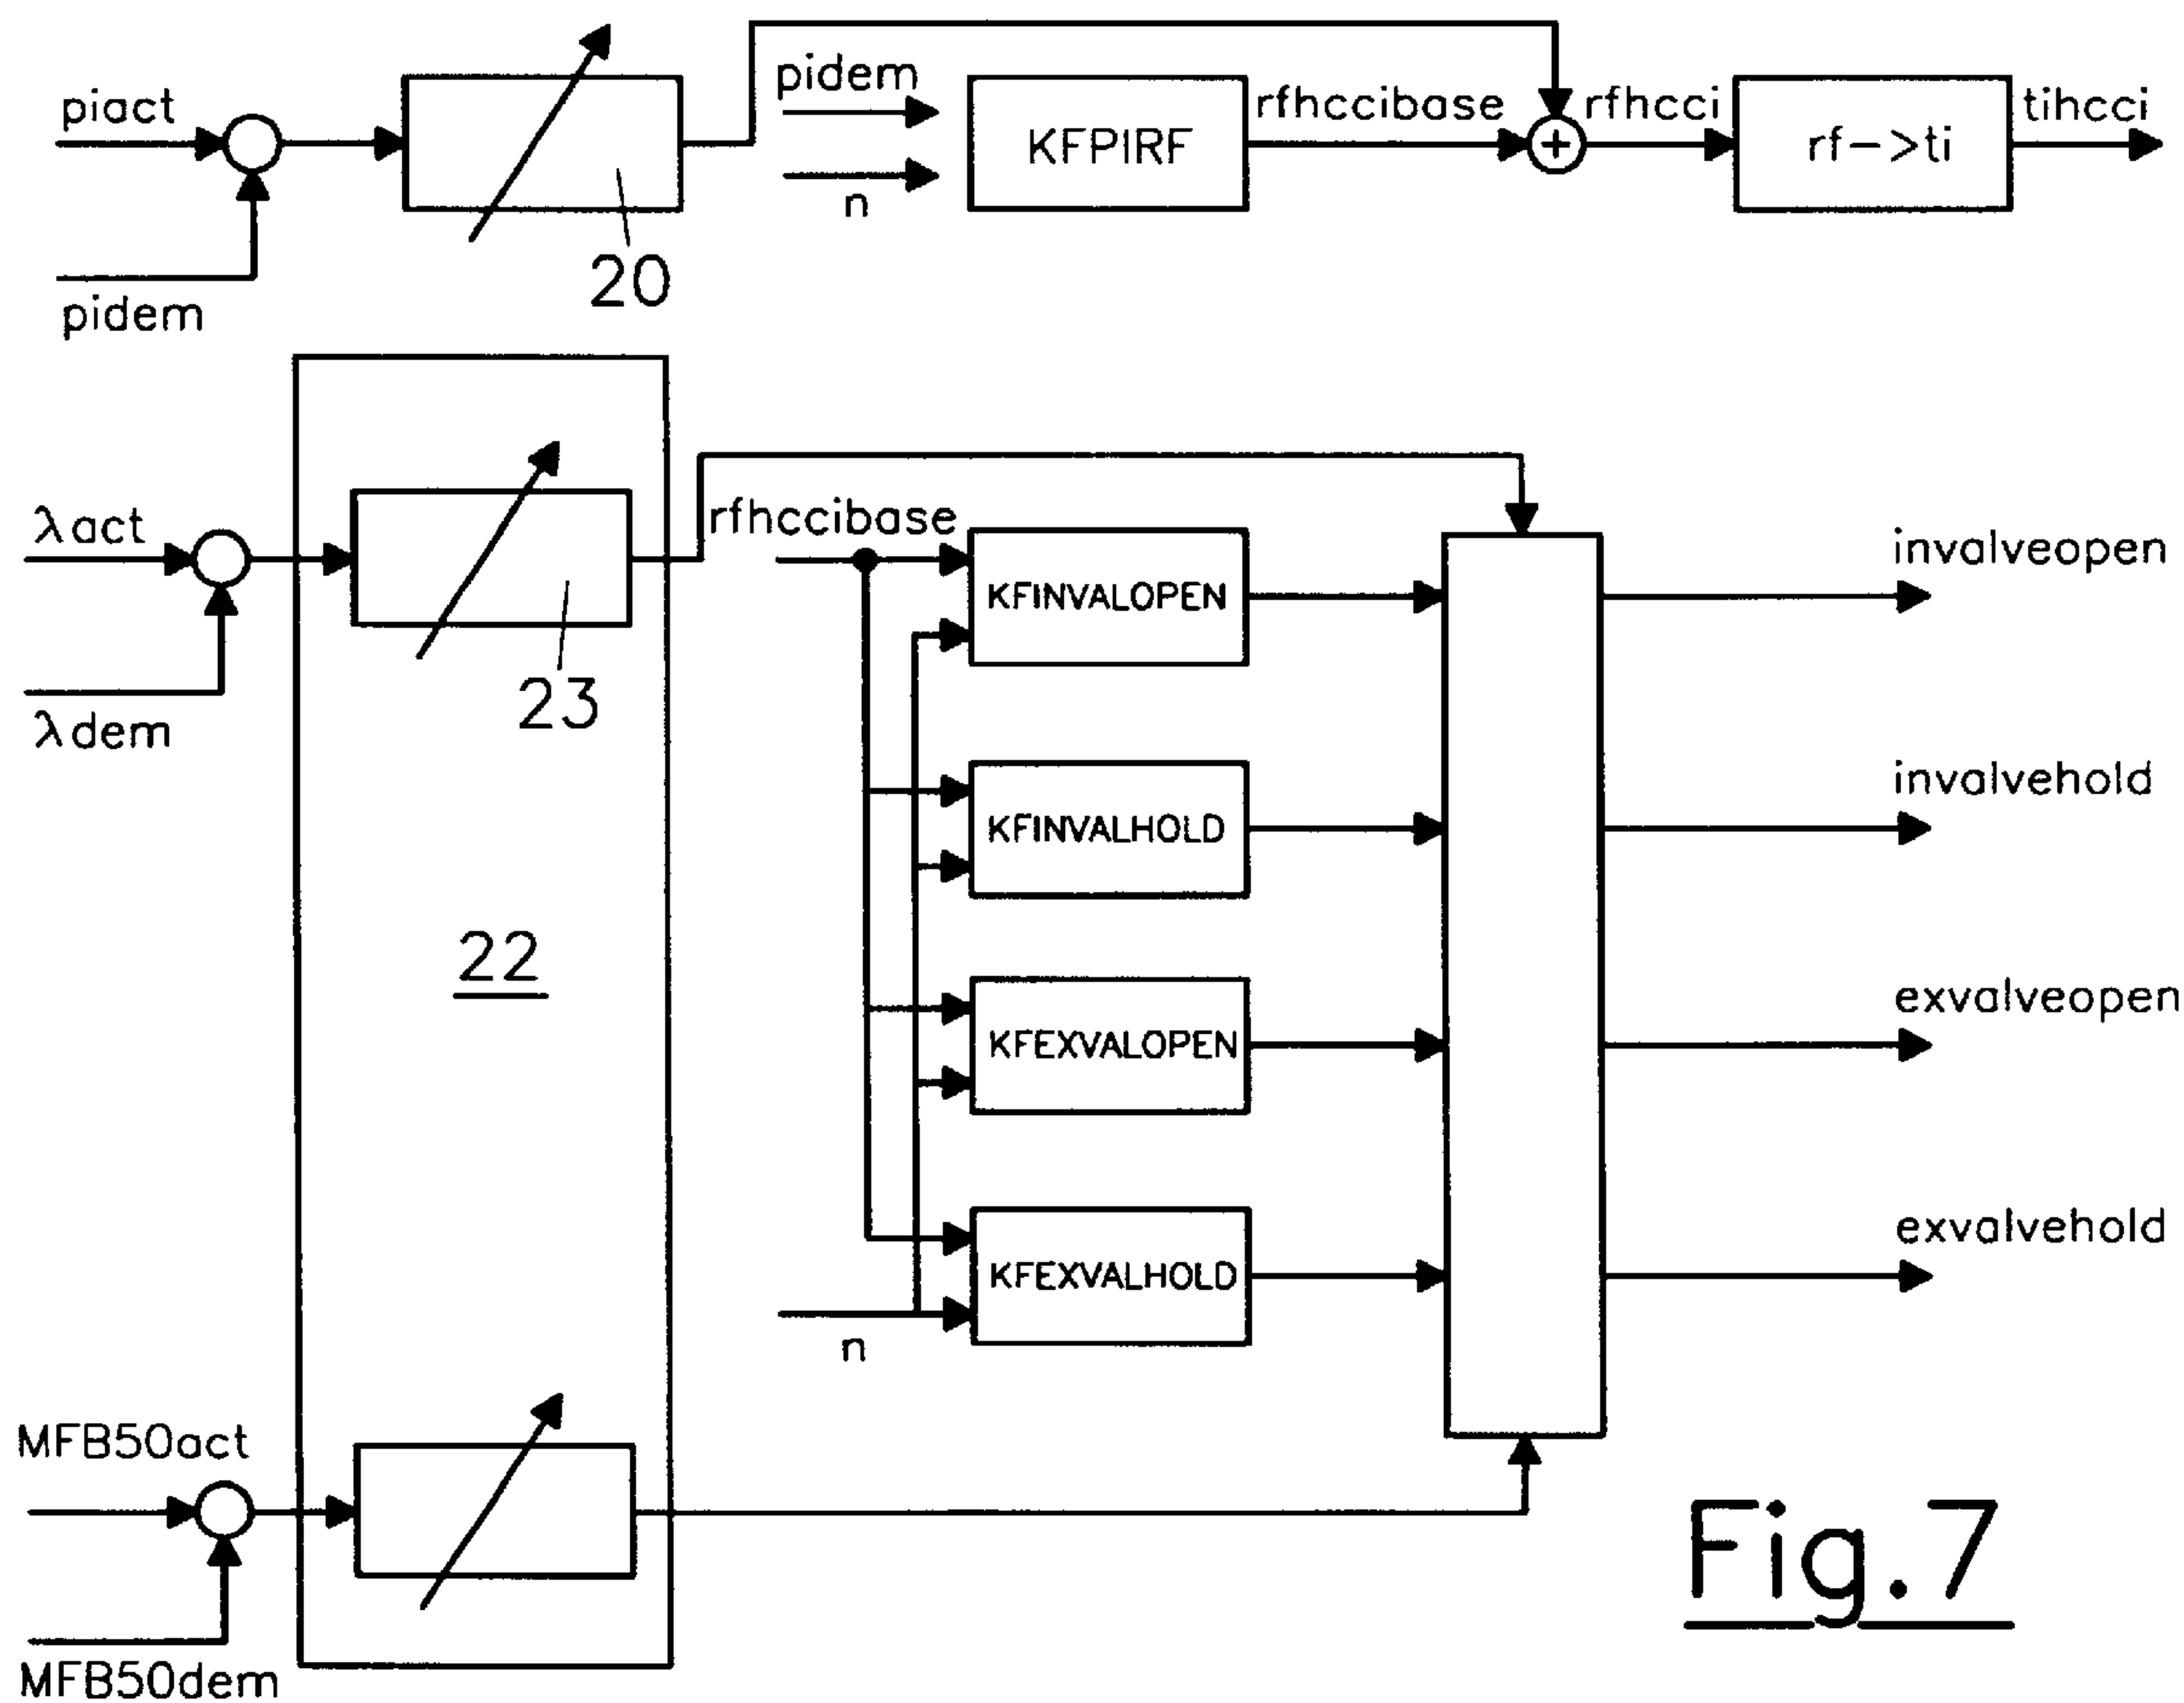 piact
pidem
20
pidem
n
KFPIRF
rfhccibase
+
rfhcci
rf->ti
tihcci
λact
λdem
23
22
rfhccibase
KFINVALOPEN
KFINVALHOLD
KFEXVALOPEN
KFEXVALHOLD
n
invalveopen
invalvehold
exvalveopen
exvalvehold
MFB50act
MFB50dem
Fig.7